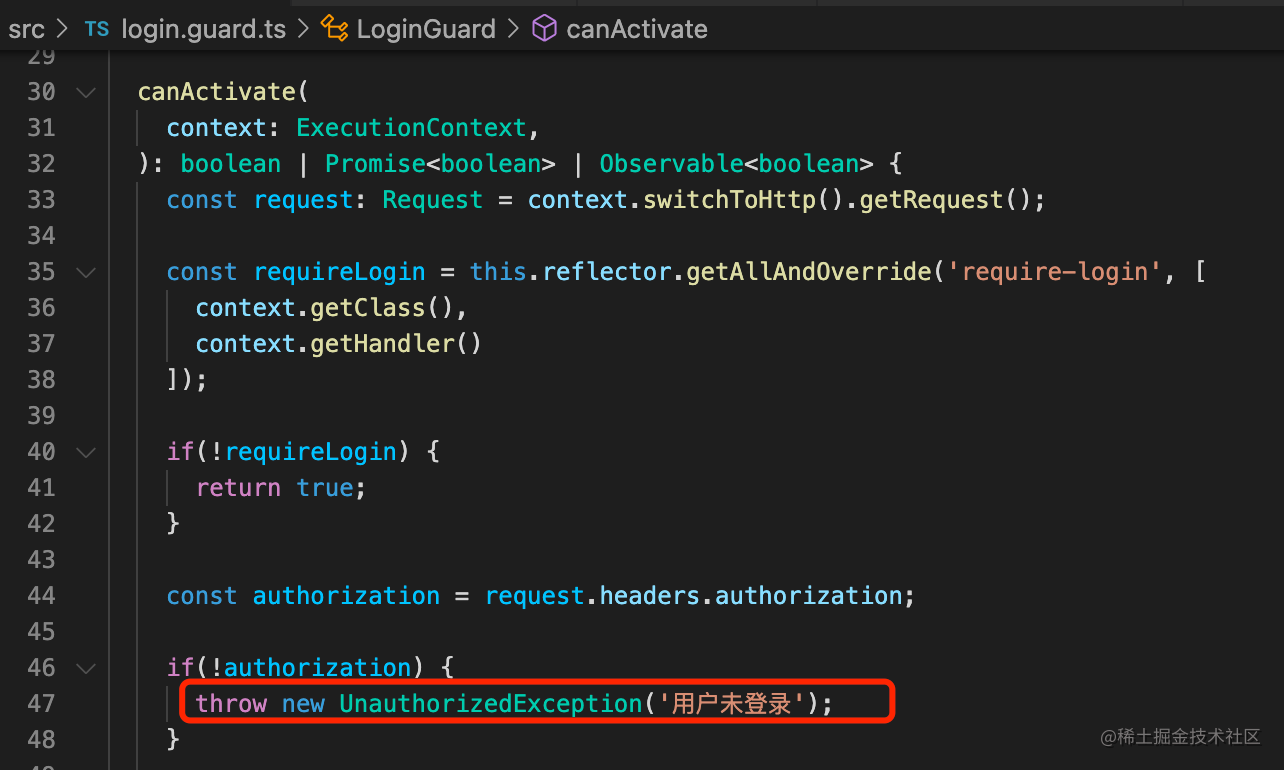 src > TS login.guard.ts > LoginGuard > canActivate
29
30 canActivate(
31 context: ExecutionContext,
32 ): boolean | Promise<boolean> | Observable<boolean> {
33 const request: Request = context.switchToHttp().getRequest();
34
35 const requireLogin = this.reflector.getAllAndOverride('require-login', [
36 context.getClass(),
37 context.getHandler()
38 ]);
39
40 if(!requireLogin) {
41 return true;
42 }
43
44 const authorization = request.headers.authorization;
45
46 if(!authorization) {
47 throw new UnauthorizedException('用户未登录');
48 }
@稀土掘金技术社区